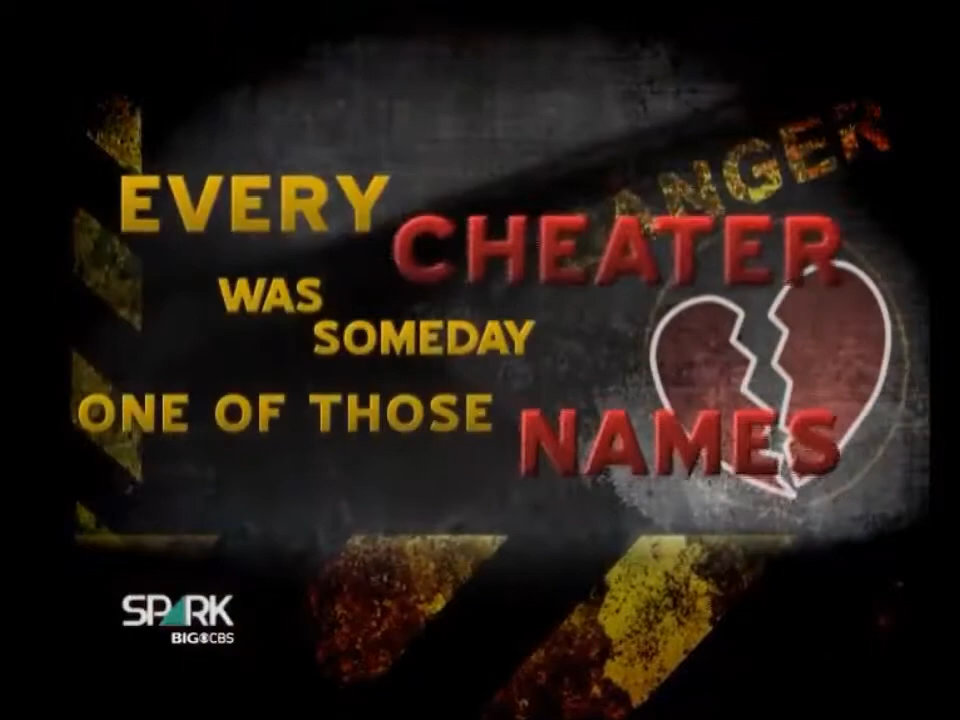 ANGER
EVERY
CHEATER
WAS
SOMEDAY
ONE OF THOSE
NAMES
SPARK
BIG CBS